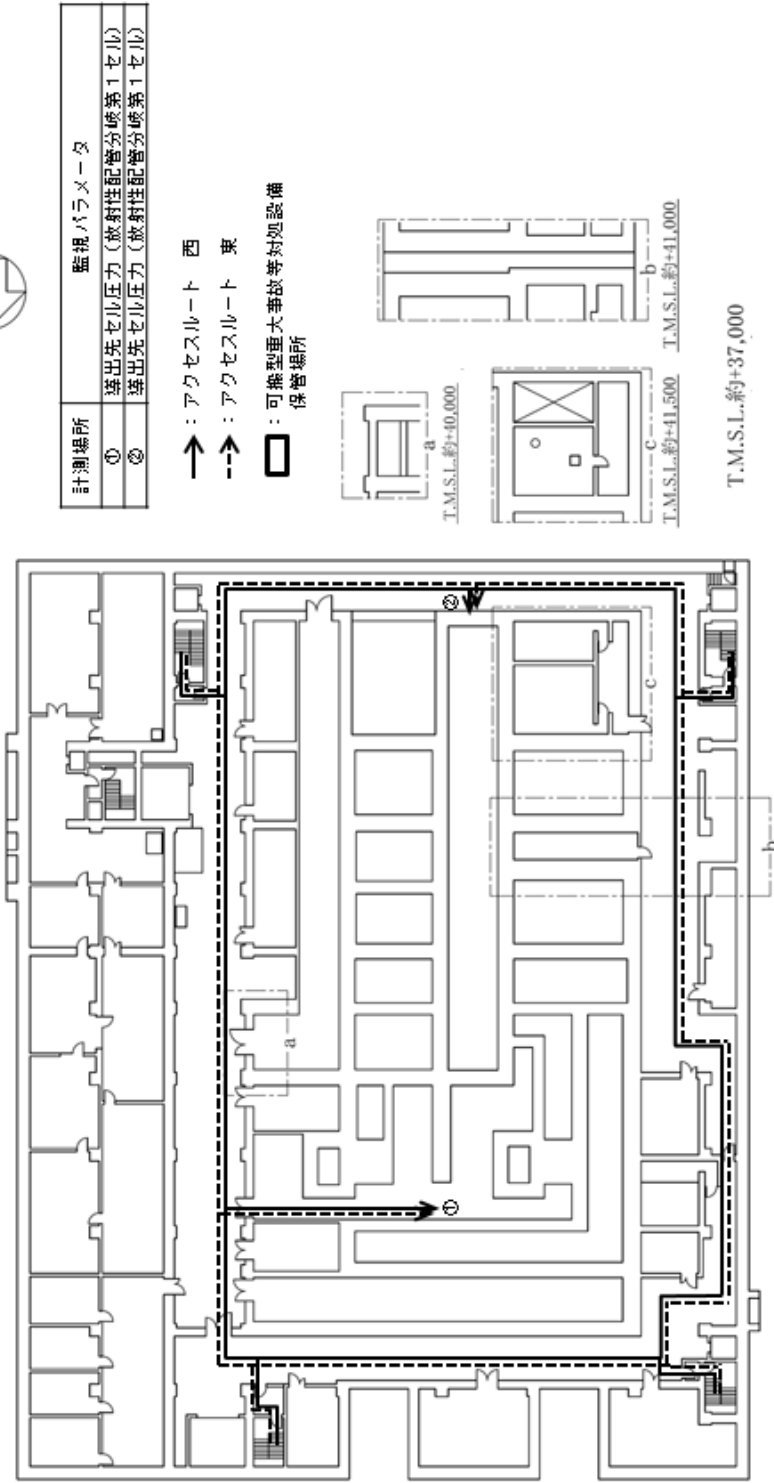 計測場所 監視パラメータ
① 導出先セル圧力（放射性配管分岐第1セル）
② 導出先セル圧力（放射性配管分岐第1セル）
：アクセスルート 西
：アクセスルート 東
：可搬型重大事故等対処設備
保管場所
a
T.M.S.L.約+40,000
b
T.M.S.L.約+41,000
c
T.M.S.L.約+41,500
T.M.S.L.約+37,000
①
②
a
b
c